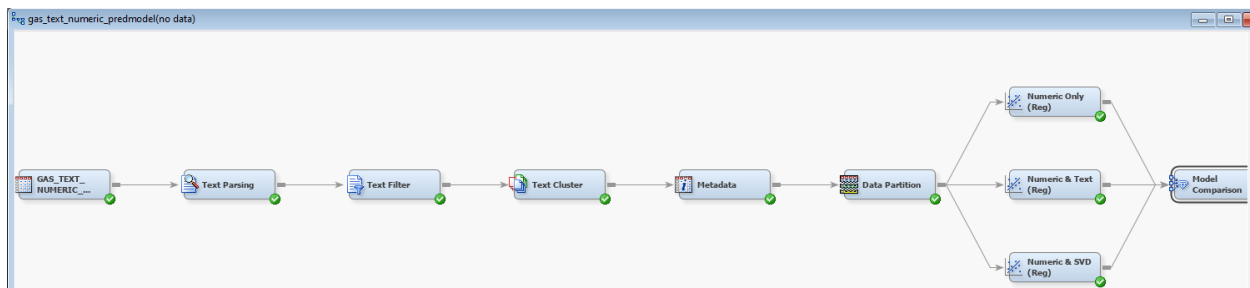 gas_text_numeric_predmodel(no data)
Numeric Only
(Reg)
GAS_TEXT_
NUMERIC_...
Text Parsing
Text Filter
Text Cluster
Metadata
Data Partition
Numeric & Text
(Reg)
Model
Comparison
Numeric & SVD
(Reg)